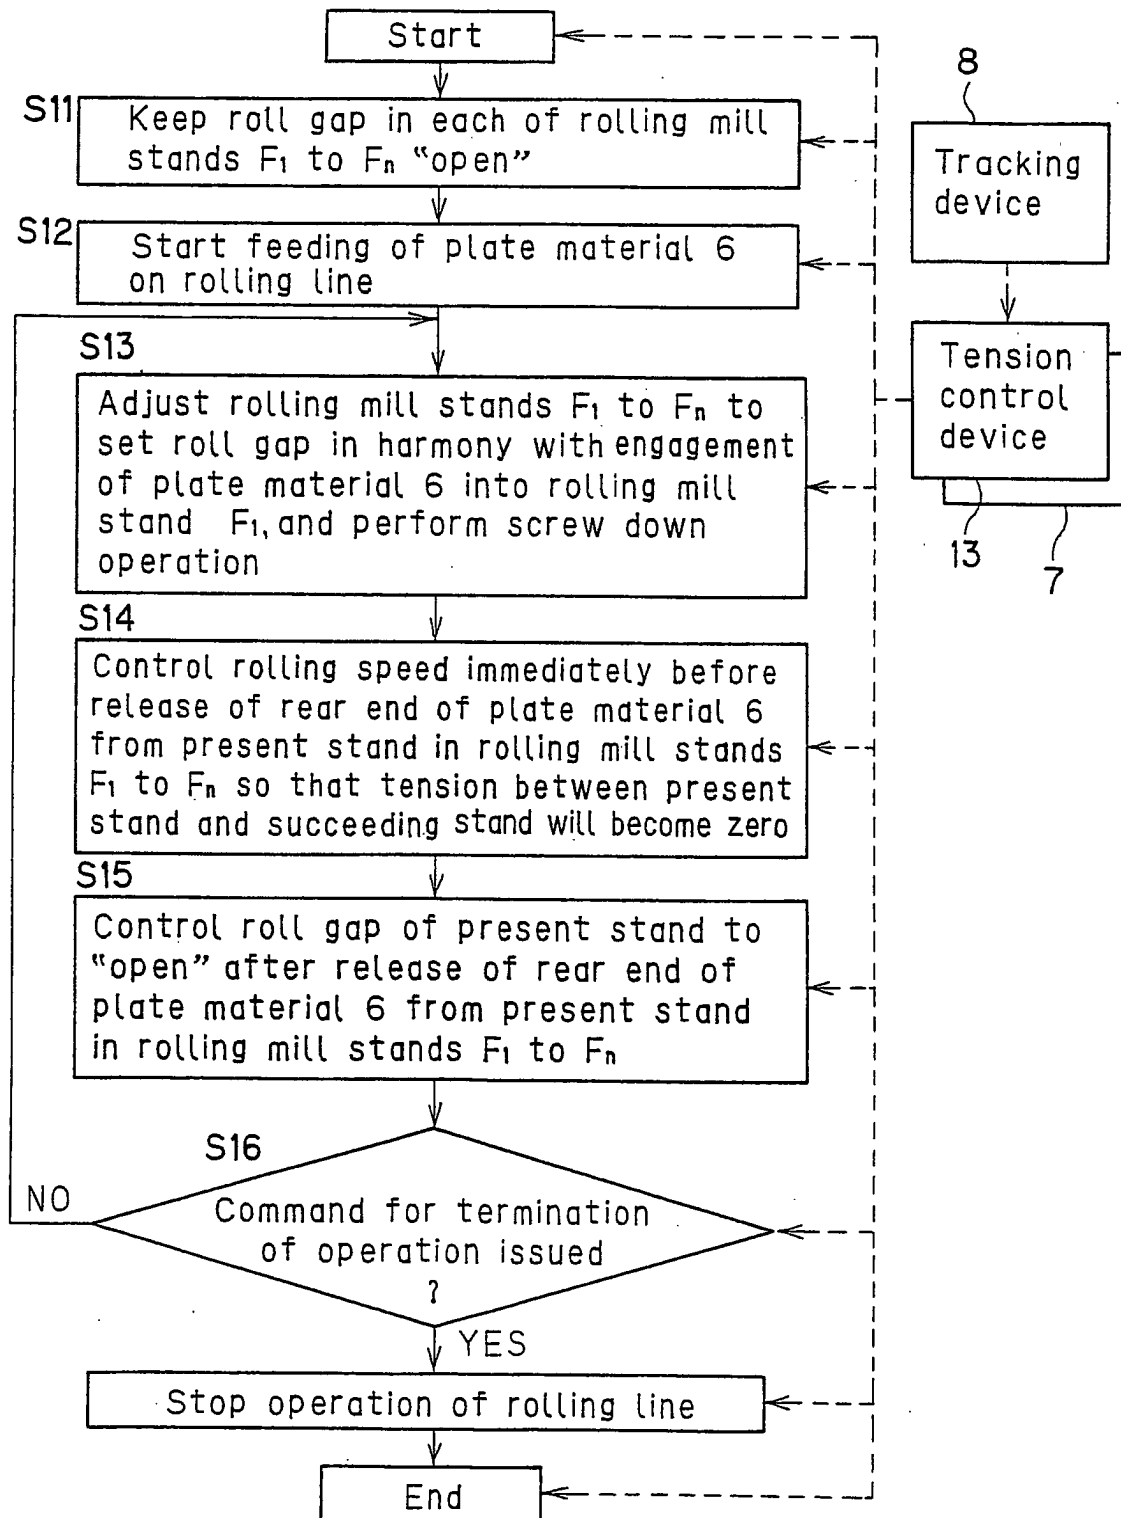 Start
S11
Keep roll gap in each of rolling mill
stands F1 to Fn “open”
S12
Start feeding of plate material 6
on rolling line
S13
Adjust rolling mill stands F1 to Fn to
set roll gap in harmony with engagement
of plate material 6 into rolling mill
stand F1, and perform screw down
operation
S14
Control rolling speed immediately before
release of rear end of plate material 6
from present stand in rolling mill stands
F1 to Fn so that tension between present
stand and succeeding stand will become zero
S15
Control roll gap of present stand to
“open” after release of rear end of
plate material 6 from present stand
in rolling mill stands F1 to Fn
S16
NO
Command for termination
of operation issued
?
YES
Stop operation of rolling line
End
8
Tracking
device
Tension
control
device
13
7